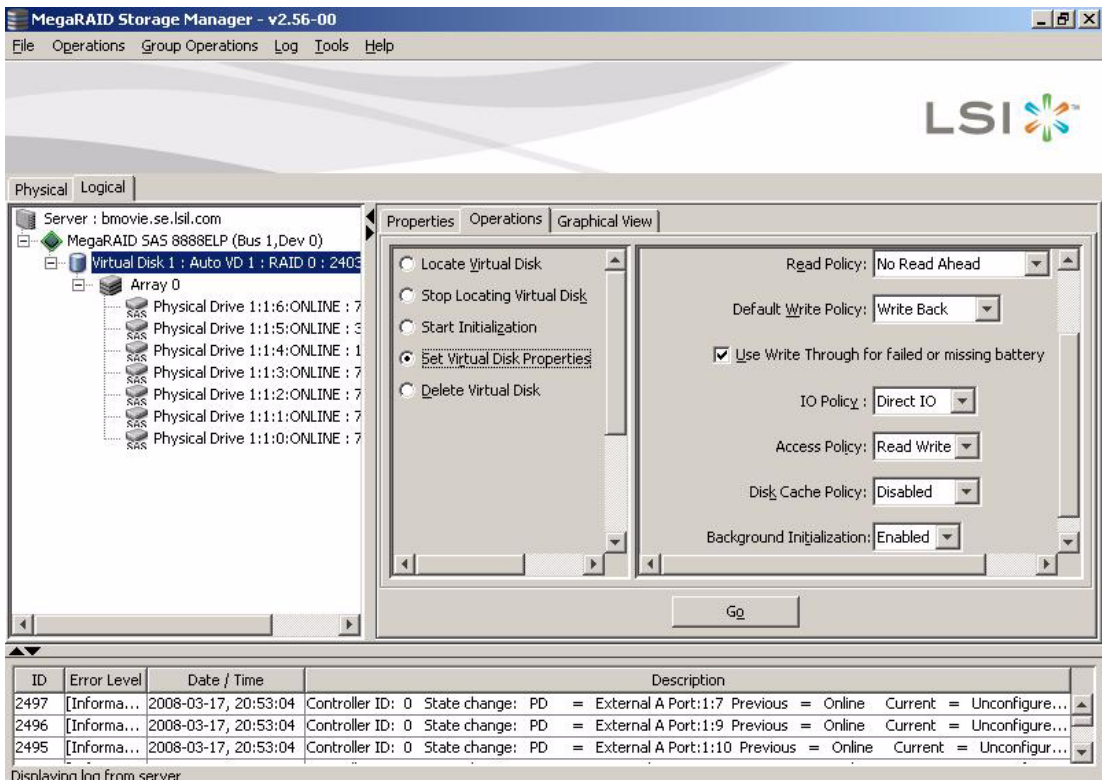 MegaRAID Storage Manager - v2.56-00
File Operations Group Operations Log Tools Help
LSI
Physical Logical
Server : bmovie.se.lsil.com
MegaRAID SAS 8888ELP (Bus 1,Dev 0)
Virtual Disk 1 : Auto VD 1 : RAID 0 : 2403
Array 0
SAS Physical Drive 1:1:6:ONLINE : 7
SAS Physical Drive 1:1:5:ONLINE : 3
SAS Physical Drive 1:1:4:ONLINE : 1
SAS Physical Drive 1:1:3:ONLINE : 7
SAS Physical Drive 1:1:2:ONLINE : 7
SAS Physical Drive 1:1:1:ONLINE : 7
SAS Physical Drive 1:1:0:ONLINE : 7
Properties Operations Graphical View
Locate Virtual Disk
Stop Locating Virtual Disk
Start Initialization
Set Virtual Disk Properties
Delete Virtual Disk
Read Policy: No Read Ahead
Default Write Policy: Write Back
Use Write Through for failed or missing battery
IO Policy : Direct IO
Access Policy: Read Write
Disk Cache Policy: Disabled
Background Initialization: Enabled
Go
ID Error Level Date / Time Description
2497 [Informa... 2008-03-17, 20:53:04 Controller ID: 0 State change: PD = External A Port:1:7 Previous = Online Current = Unconfigure...
2496 [Informa... 2008-03-17, 20:53:04 Controller ID: 0 State change: PD = External A Port:1:9 Previous = Online Current = Unconfigure...
2495 [Informa... 2008-03-17, 20:53:04 Controller ID: 0 State change: PD = External A Port:1:10 Previous = Online Current = Unconfigur...
Displaying log from server